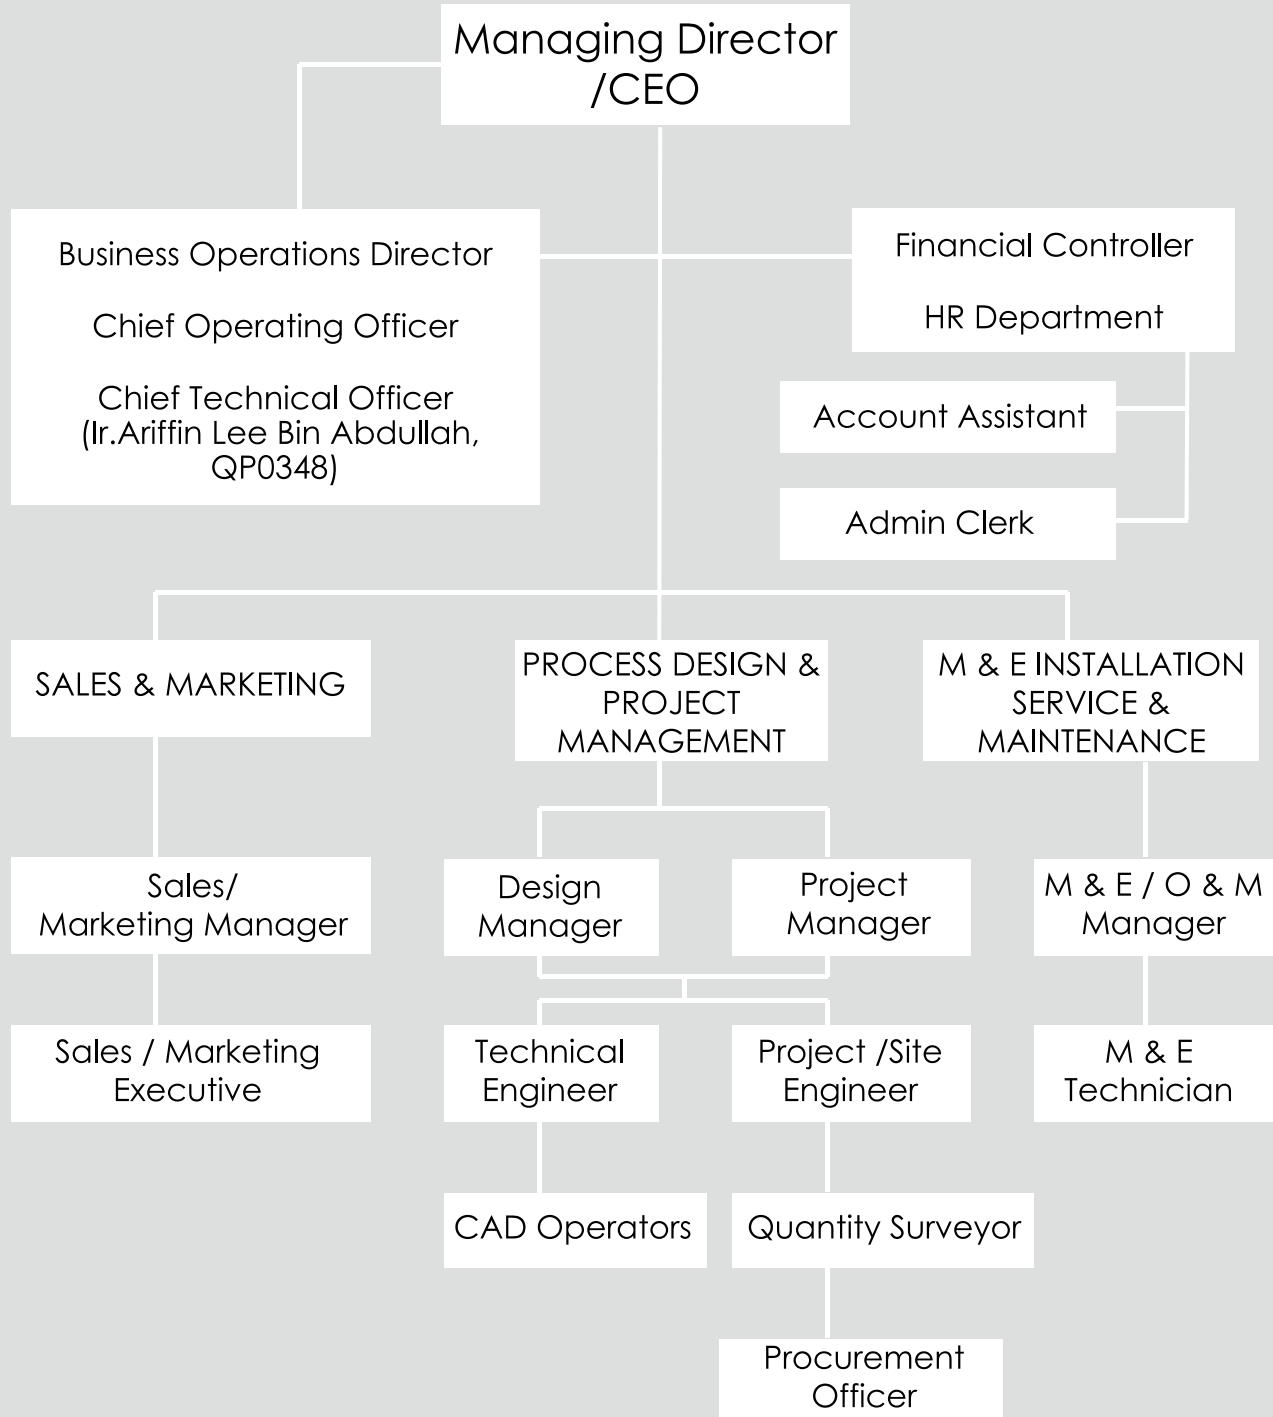 Managing Director
/CEO
Business Operations Director
Chief Operating Officer
Chief Technical Officer
(Ir.Ariffin Lee Bin Abdullah,
QP0348)
Financial Controller
HR Department
Account Assistant
Admin Clerk
SALES & MARKETING
PROCESS DESIGN &
PROJECT
MANAGEMENT
M & E INSTALLATION
SERVICE &
MAINTENANCE
Sales/
Marketing Manager
Design
Manager
Project
Manager
M & E / O & M
Manager
Sales / Marketing
Executive
Technical
Engineer
Project /Site
Engineer
M & E
Technician
CAD Operators
Quantity Surveyor
Procurement
Officer